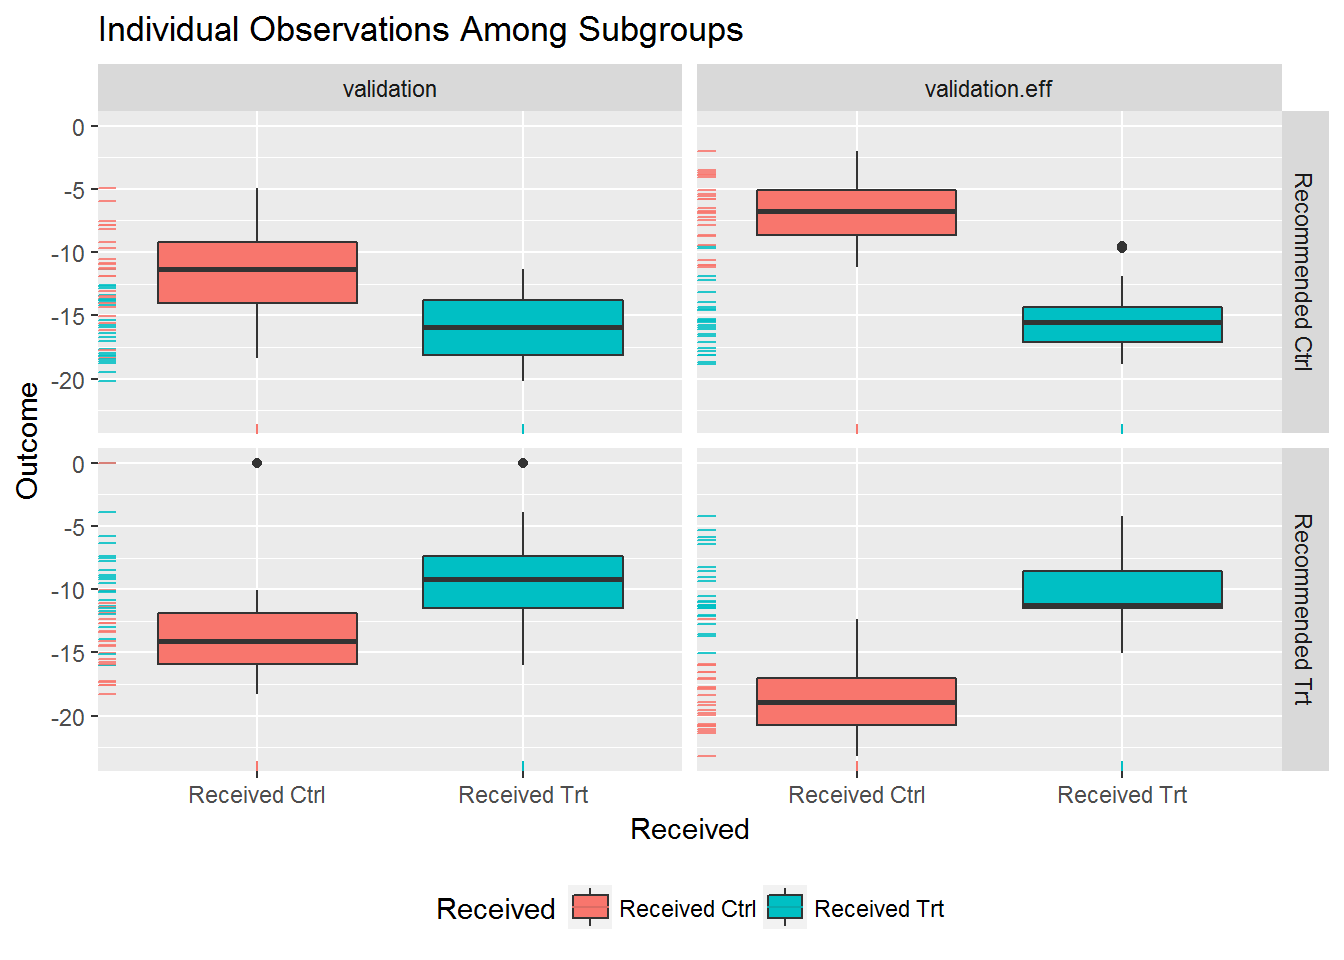 Individual Observations Among Subgroups
validation
validation.eff
0
-5
-10
-15
-20
Recommended Ctrl
Outcome
0
-5
-10
-15
-20
Recommended Trt
Received Ctrl
Received Trt
Received Ctrl
Received Trt
Received
Received
Received Ctrl
Received Trt